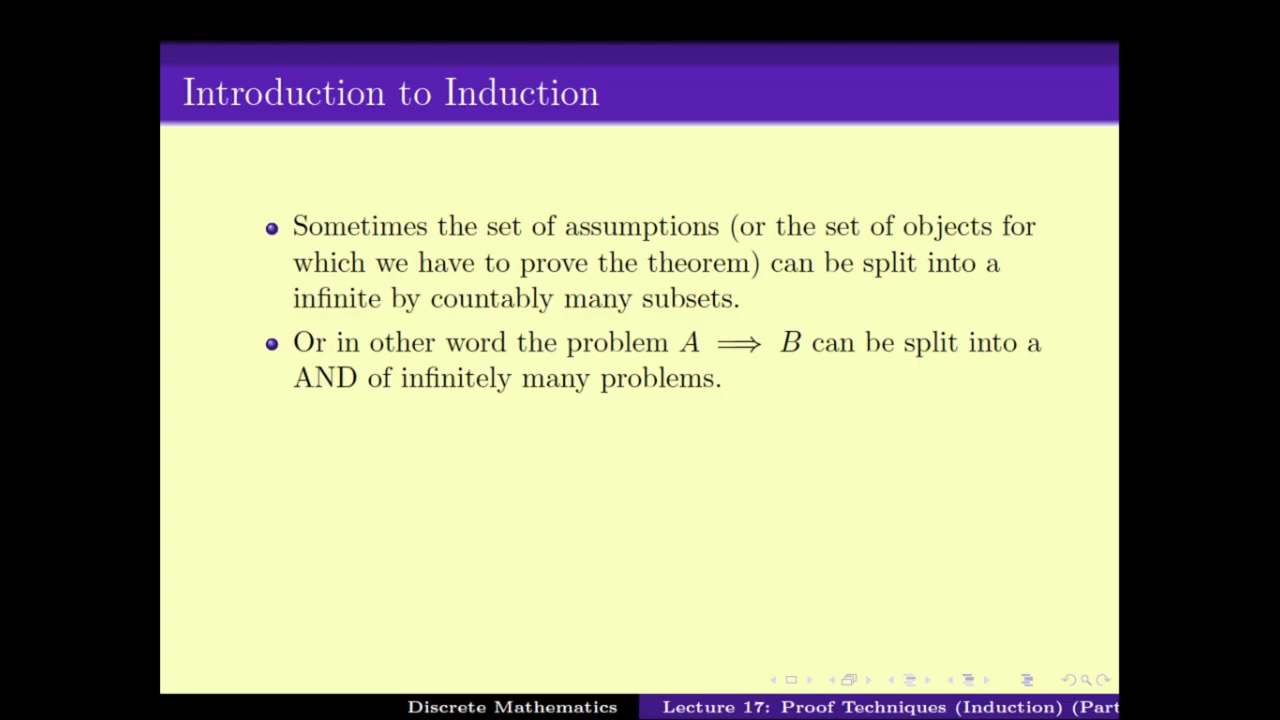 Introduction to Induction
Sometimes the set of assumptions (or the set of objects for
which we have to prove the theorem) can be split into a
infinite by countably many subsets.
Or in other word the problem A ⟹ B can be split into a
AND of infinitely many problems.
Discrete Mathematics
Lecture 17: Proof Techniques (Induction) (Part